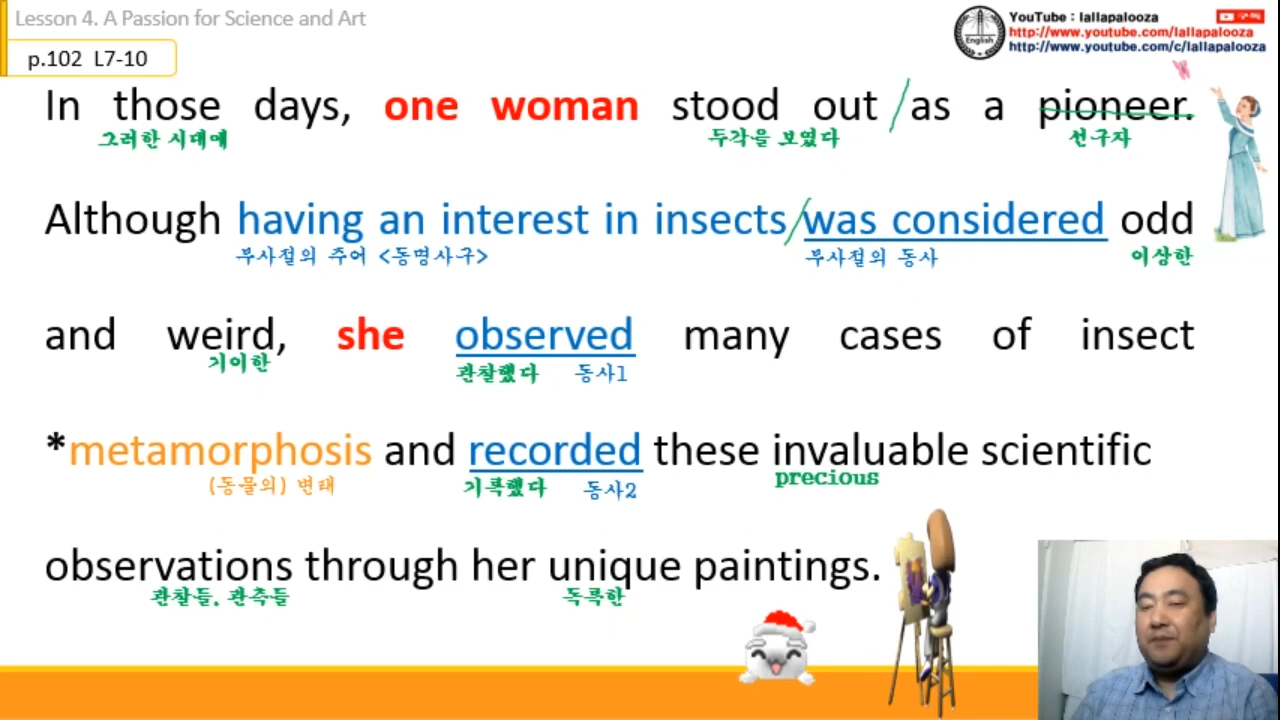 Lesson 4. A Passion for Science and Art
YouTube : lallapalooza
구독
http://www.youtube.com/lallapalooza
http://www.youtube.com/c/lallapalooza
English
p.102 L7-10
In those days, one woman stood out as a pioneer.
그러한 시대에 두각을 보였다 선구자
Although having an interest in insects was considered odd
부사절의 주어 <동명사구> 부사절의 동사 이상한
and weird, she observed many cases of insect
기이한 관찰했다 동사1
*metamorphosis and recorded these invaluable scientific
(동물의) 변태 기록했다 동사2 precious
observations through her unique paintings.
관찰들, 관측들 독특한